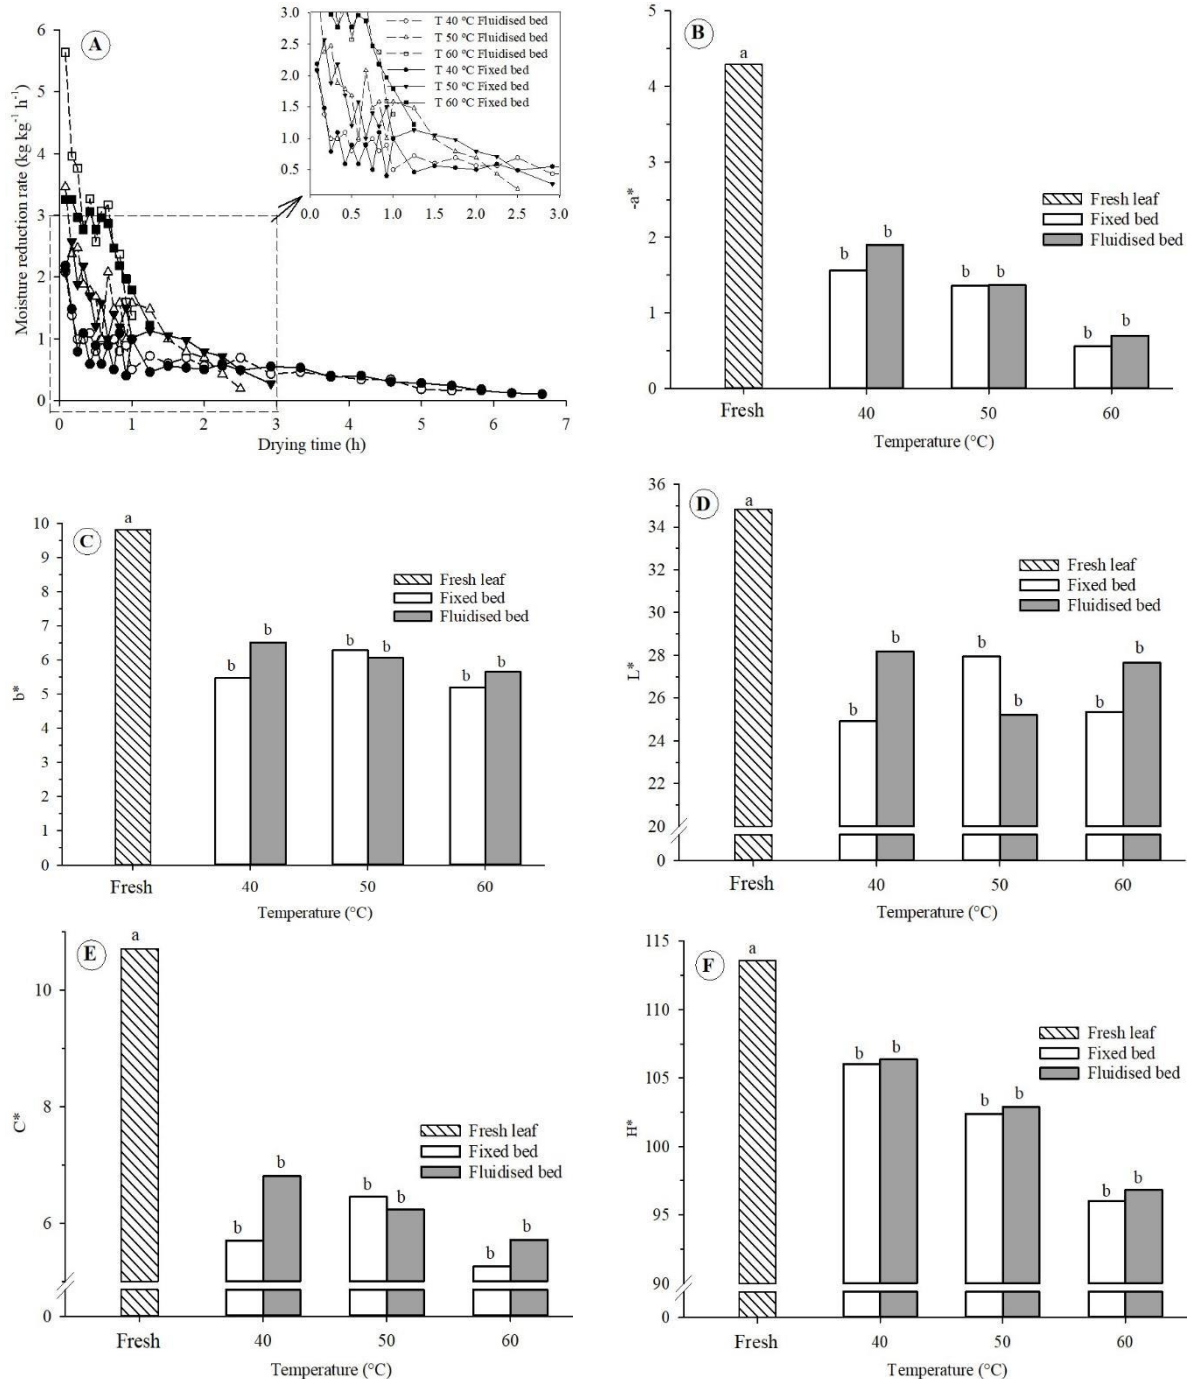 A
Moisture reduction rate (kg kg⁻¹ h⁻¹)
6
5
4
3
2
1
0
0 1 2 3 4 5 6 7
Drying time (h)
3.0
2.5
2.0
1.5
1.0
0.5
0.0 0.5 1.0 1.5 2.0 2.5 3.0
T 40 ºC Fluidised bed
T 50 ºC Fluidised bed
T 60 ºC Fluidised bed
T 40 ºC Fixed bed
T 50 ºC Fixed bed
T 60 ºC Fixed bed
B
-a*
-5
-4
5
4
3
2
1
0
a
b b
b b
b b
Fresh leaf
Fixed bed
Fluidised bed
Fresh 40 50 60
Temperature (°C)
C
b*
10
9
8
7
6
5
4
3
2
1
0
a
b b
b b
b b
Fresh leaf
Fixed bed
Fluidised bed
Fresh 40 50 60
Temperature (°C)
D
L*
36
34
32
30
28
26
24
22
20
0
a
b b
b b
b b
Fresh leaf
Fixed bed
Fluidised bed
Fresh 40 50 60
Temperature (°C)
E
C*
10
8
6
0
a
b b
b b
b b
Fresh leaf
Fixed bed
Fluidised bed
Fresh 40 50 60
Temperature (°C)
F
H*
115
110
105
100
95
90
0
a
b b
b b
b b
Fresh leaf
Fixed bed
Fluidised bed
Fresh 40 50 60
Temperature (°C)